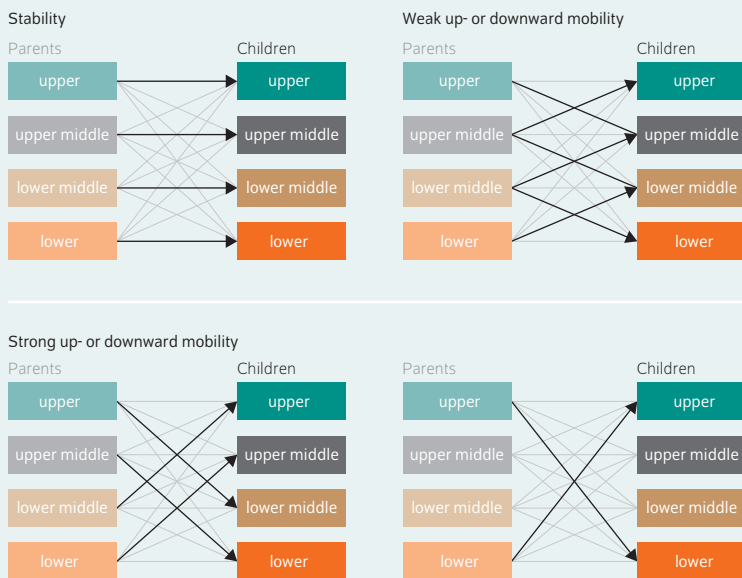 Stability
Parents Children
upper upper
upper middle upper middle
lower middle lower middle
lower lower
Weak up- or downward mobility
Parents Children
upper upper
upper middle upper middle
lower middle lower middle
lower lower
Strong up- or downward mobility
Parents Children
upper upper
upper middle upper middle
lower middle lower middle
lower lower
Parents Children
upper upper
upper middle upper middle
lower middle lower middle
lower lower